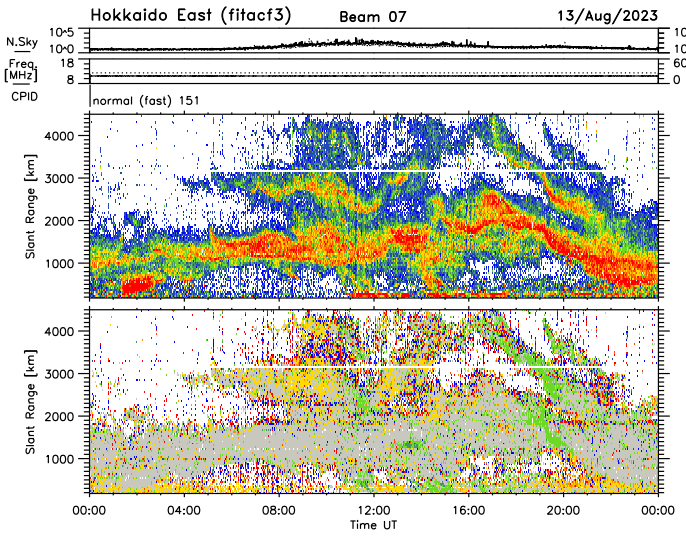 Hokkaido East (fitacf3) Beam 07 13/Aug/2023
N.Sky 10^5 10^0 10 10
Freq. [MHz] 18 8 60 0
CPID normal (fast) 151
Slant Range [km] 4000 3000 2000 1000
Slant Range [km] 4000 3000 2000 1000
00:00 04:00 08:00 12:00 16:00 20:00 00:00
Time UT